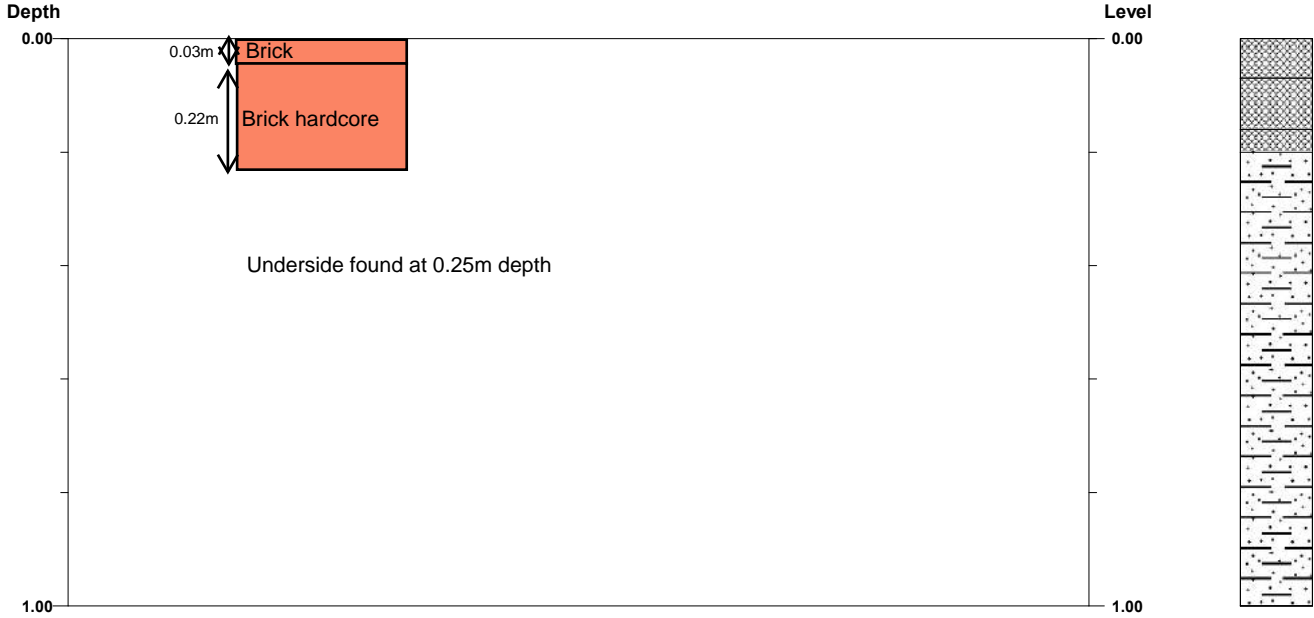 Depth
Level
0.00
0.00
0.03m
Brick
0.22m
Brick hardcore
Underside found at 0.25m depth
1.00
1.00